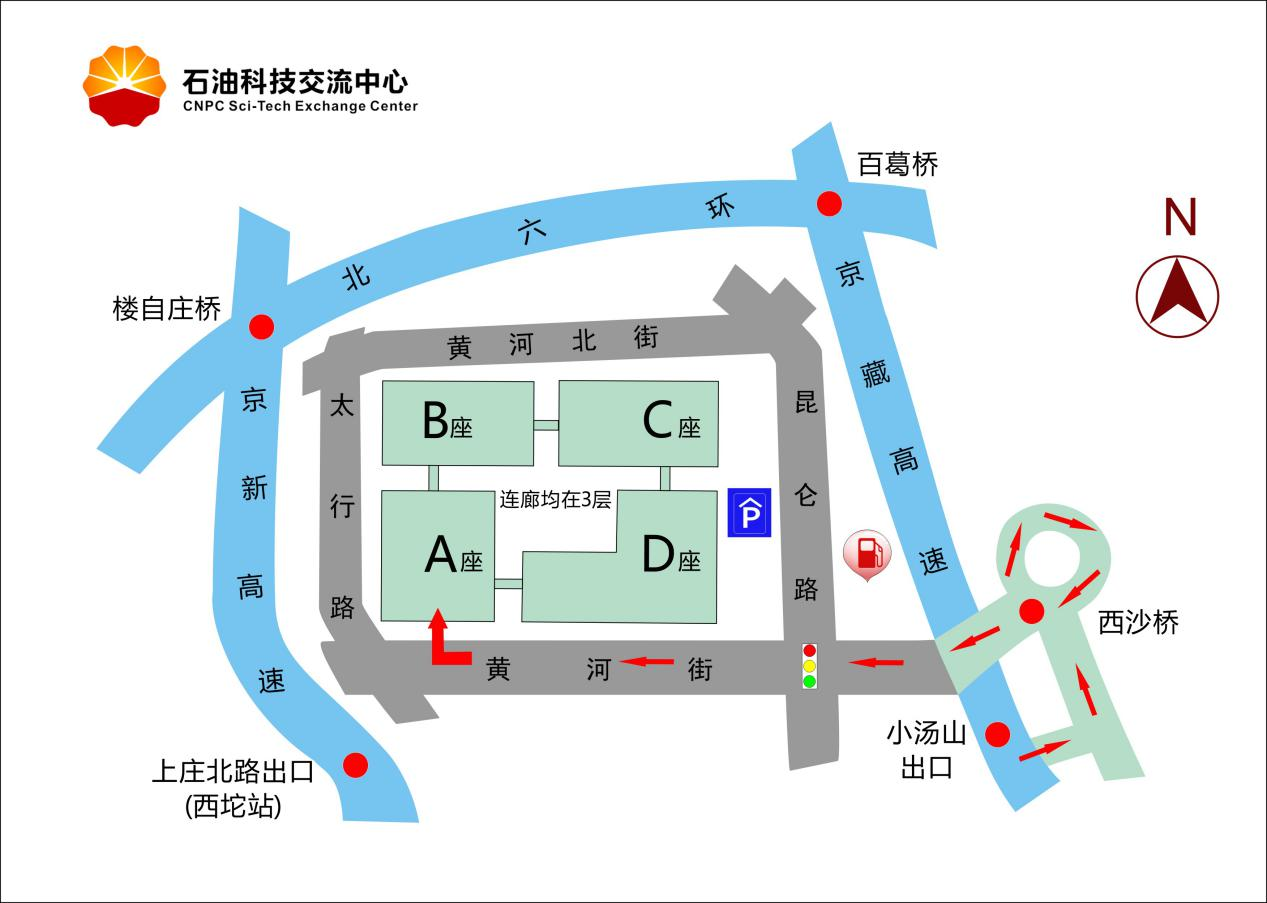 石油科技交流中心
CNPC Sci-Tech Exchange Center
百葛桥
北六环
N
楼自庄桥
京藏高速
黄河北街
京新高速
太行路
昆仑路
B座
C座
连廊均在3层
P
A座
D座
西沙桥
黄河街
小汤山
出口
上庄北路出口
(西坨站)